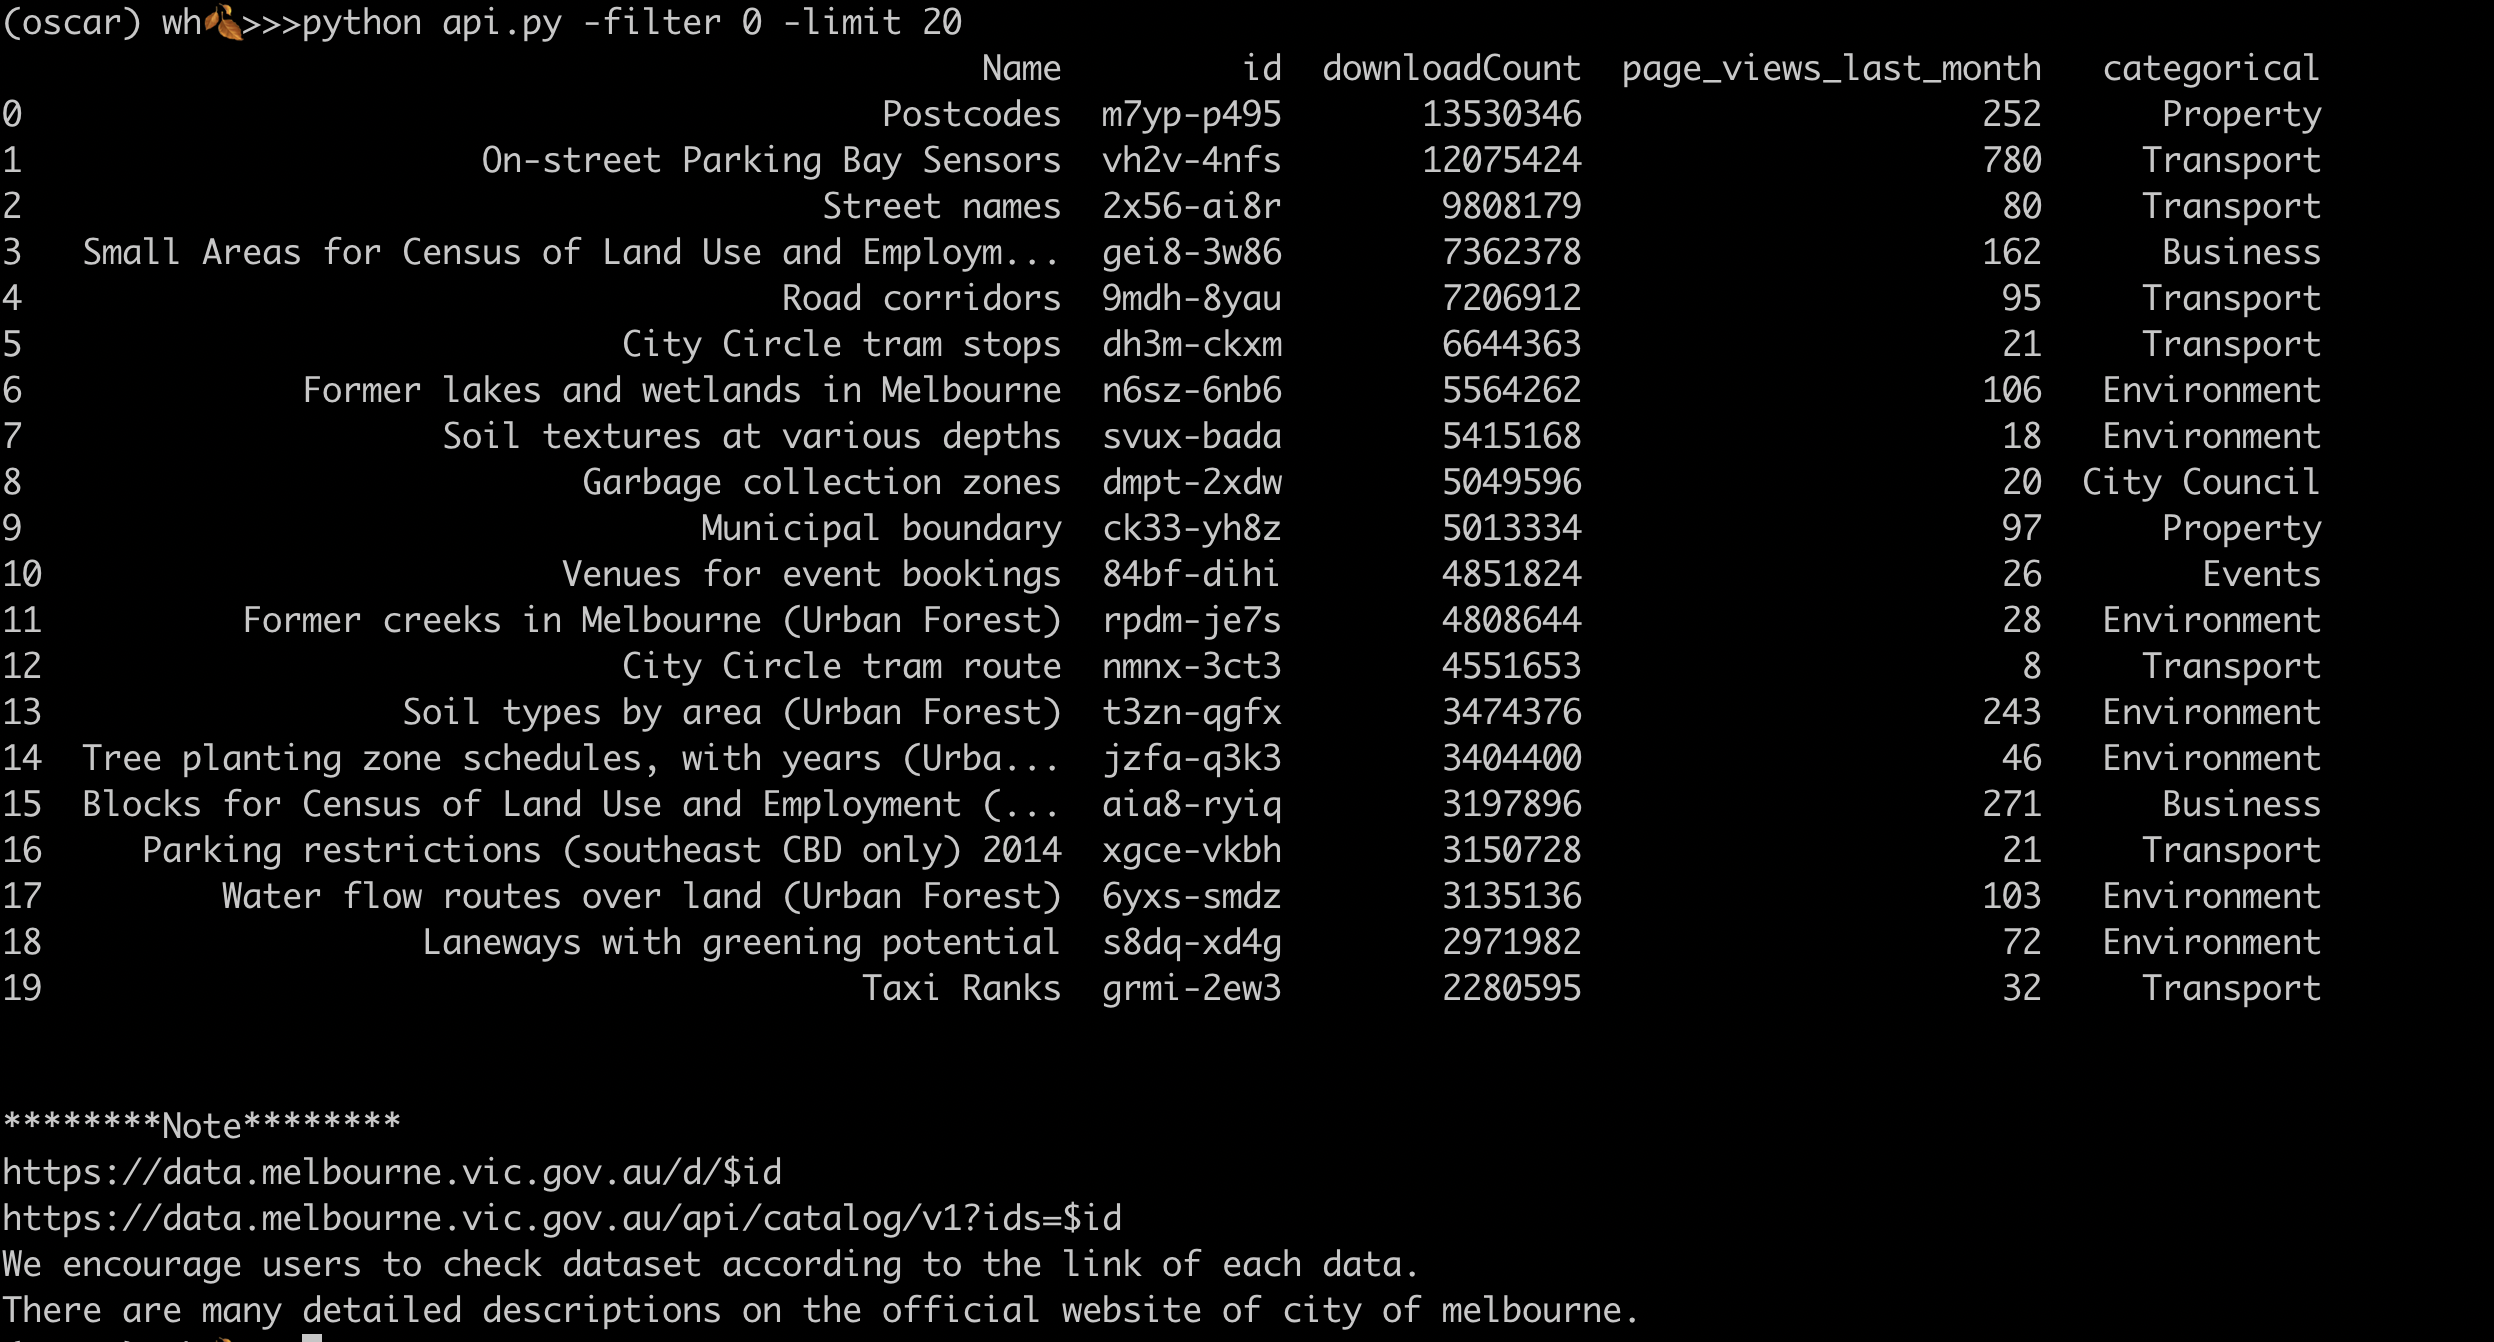 (oscar) wh🍂>>>python api.py -filter 0 -limit 20
Name id downloadCount page_views_last_month categorical
0 Postcodes m7yp-p495 13530346 252 Property
1 On-street Parking Bay Sensors vh2v-4nfs 12075424 780 Transport
2 Street names 2x56-ai8r 9808179 80 Transport
3 Small Areas for Census of Land Use and Employm... gei8-3w86 7362378 162 Business
4 Road corridors 9mdh-8yau 7206912 95 Transport
5 City Circle tram stops dh3m-ckxm 6644363 21 Transport
6 Former lakes and wetlands in Melbourne n6sz-6nb6 5564262 106 Environment
7 Soil textures at various depths svux-bada 5415168 18 Environment
8 Garbage collection zones dmpt-2xdw 5049596 20 City Council
9 Municipal boundary ck33-yh8z 5013334 97 Property
10 Venues for event bookings 84bf-dihi 4851824 26 Events
11 Former creeks in Melbourne (Urban Forest) rpdm-je7s 4808644 28 Environment
12 City Circle tram route nmnx-3ct3 4551653 8 Transport
13 Soil types by area (Urban Forest) t3zn-qgfx 3474376 243 Environment
14 Tree planting zone schedules, with years (Urba... jzfa-q3k3 3404400 46 Environment
15 Blocks for Census of Land Use and Employment (... aia8-ryiq 3197896 271 Business
16 Parking restrictions (southeast CBD only) 2014 xgce-vkbh 3150728 21 Transport
17 Water flow routes over land (Urban Forest) 6yxs-smdz 3135136 103 Environment
18 Laneways with greening potential s8dq-xd4g 2971982 72 Environment
19 Taxi Ranks grmi-2ew3 2280595 32 Transport
********Note********
https://data.melbourne.vic.gov.au/d/$id
https://data.melbourne.vic.gov.au/api/catalog/v1?ids=$id
We encourage users to check dataset according to the link of each data.
There are many detailed descriptions on the official website of city of melbourne.